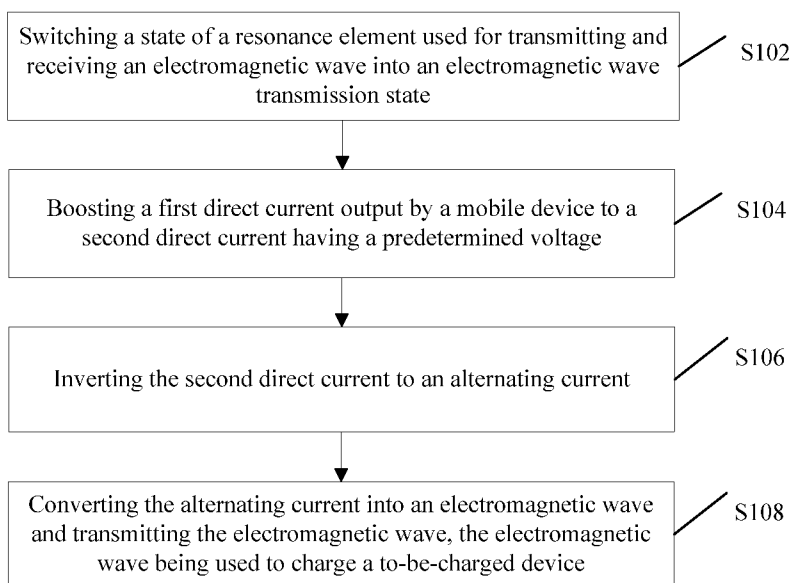 Switching a state of a resonance element used for transmitting and
receiving an electromagnetic wave into an electromagnetic wave
transmission state
S102
Boosting a first direct current output by a mobile device to a
second direct current having a predetermined voltage
S104
Inverting the second direct current to an alternating current
S106
Converting the alternating current into an electromagnetic wave
and transmitting the electromagnetic wave, the electromagnetic
wave being used to charge a to-be-charged device
S108